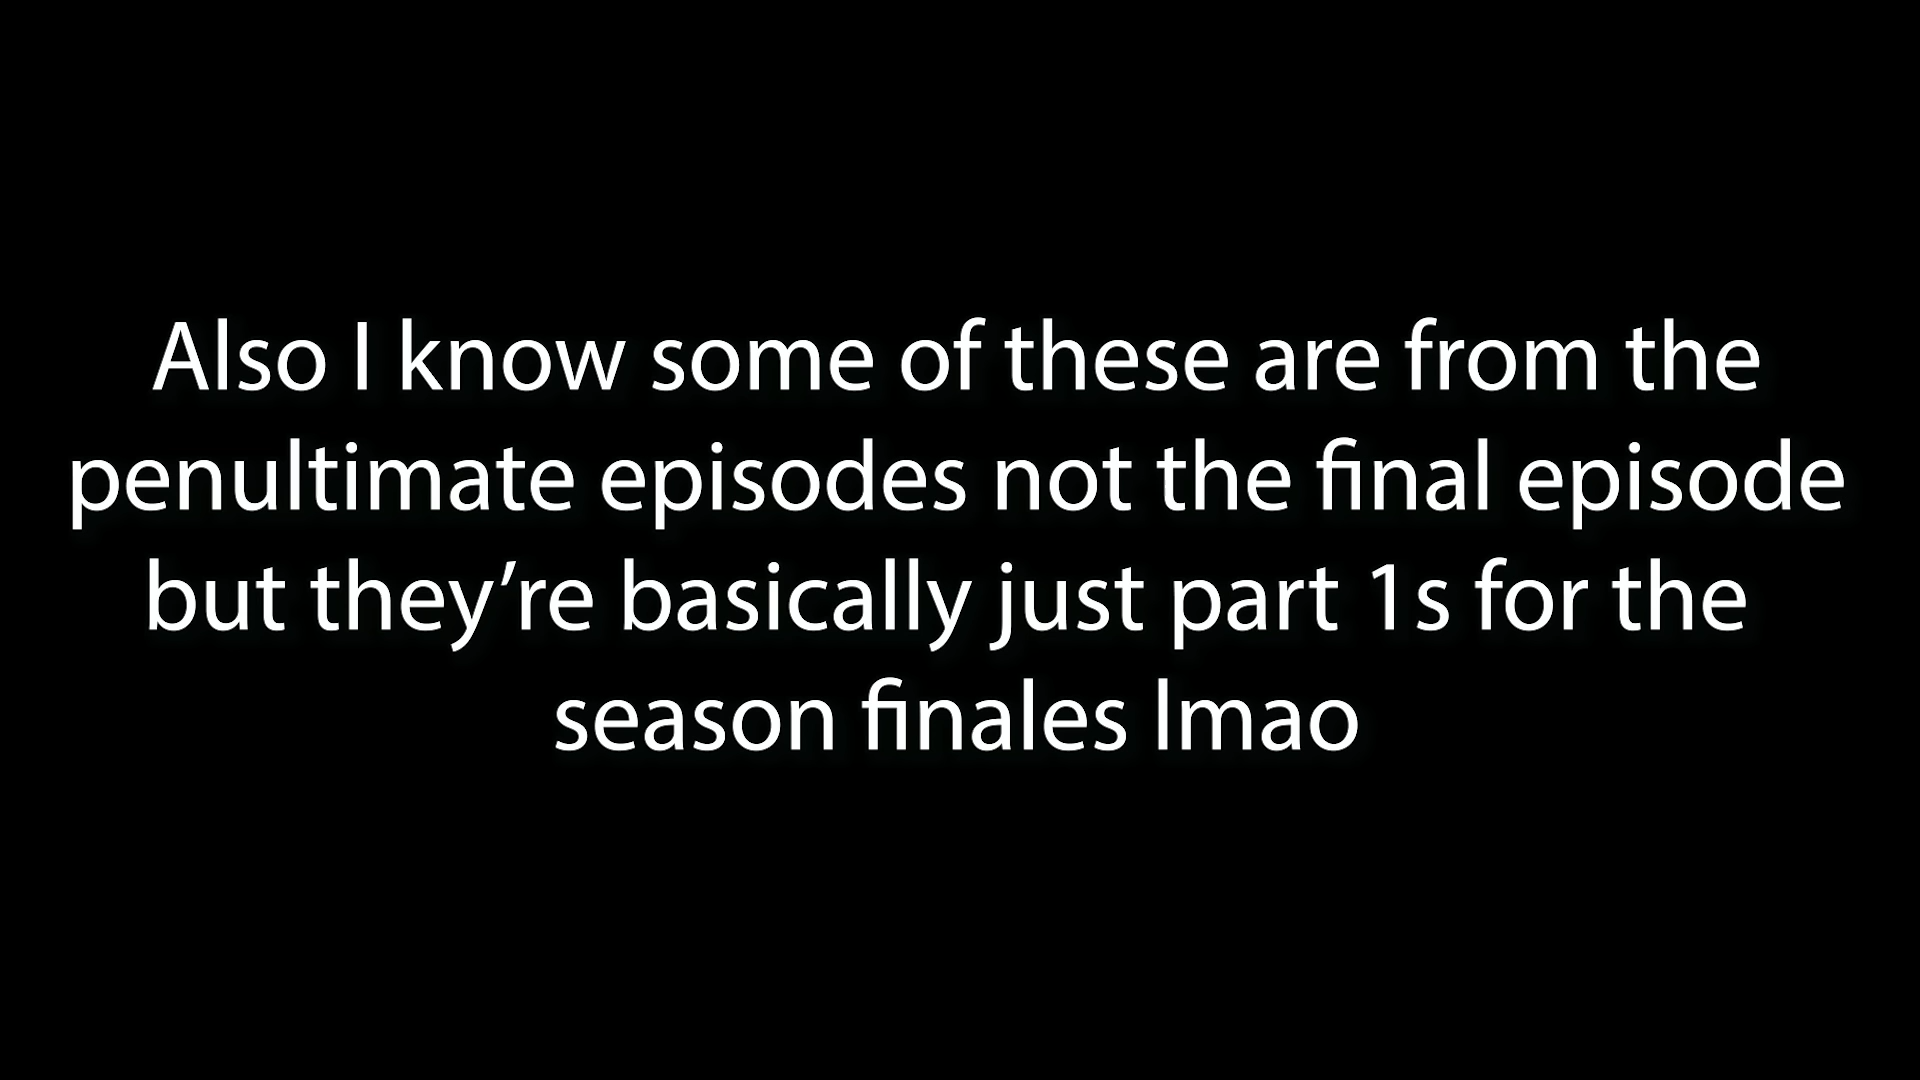 Also I know some of these are from the
penultimate episodes not the final episode
but they’re basically just part 1s for the
season finales lmao